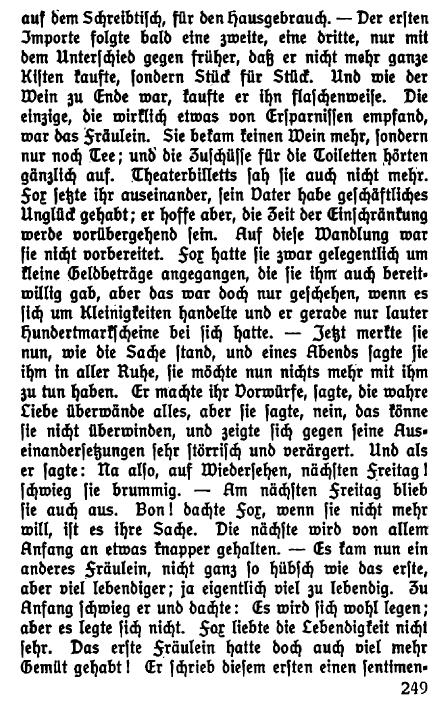 auf dem Schreibtisch, für den Hausgebrauch. — Der ersten
Importe folgte bald eine zweite, eine dritte, nur mit
dem Unterschied gegen früher, daß er nicht mehr ganze
Kisten kaufte, sondern Stück für Stück. Und wie der
Wein zu Ende war, kaufte er ihn flaschenweise. Die
einzige, die wirklich etwas von Ersparnissen empfand,
war das Fräulein. Sie bekam keinen Wein mehr, sondern
nur noch Tee; und die Zuschüsse für die Toiletten hörten
gänzlich auf. Theaterbilletts sah sie auch nicht mehr.
Fox setzte ihr auseinander, sein Vater habe geschäftliches
Unglück gehabt; er hoffe aber, die Zeit der Einschränkung
werde vorübergehend sein. Auf diese Wandlung war
sie nicht vorbereitet. Fox hatte sie zwar gelegentlich um
kleine Geldbeträge angegangen, die sie ihm auch bereit-
willig gab, aber das war doch nur geschehen, wenn es
sich um Kleinigkeiten handelte und er gerade nur lauter
Hundertmarkscheine bei sich hatte. — Jetzt merkte sie
nun, wie die Sache stand, und eines Abends sagte sie
ihm in aller Ruhe, sie möchte nun nichts mehr mit ihm
zu tun haben. Er machte ihr Vorwürfe, sagte, die wahre
Liebe überwände alles, aber sie sagte, nein, das könne
sie nicht überwinden, und zeigte sich gegen seine Aus-
einandersetzungen sehr störrisch und verärgert. Und als
er sagte: Na also, auf Wiedersehen, nächsten Freitag!
schwieg sie brummig. — Am nächsten Freitag blieb
sie auch aus. Bon! dachte Fox, wenn sie nicht mehr
will, ist es ihre Sache. Die nächste wird von allem
Anfang an etwas knapper gehalten. — Es kam nun ein
anderes Fräulein, nicht ganz so hübsch wie das erste,
aber viel lebendiger; ja eigentlich viel zu lebendig. Zu
Anfang schwieg er und dachte: Es wird sich wohl legen;
aber es legte sich nicht. Fox liebte die Lebendigkeit nicht
sehr. Das erste Fräulein hatte doch auch viel mehr
Gemüt gehabt! Er schrieb diesem ersten einen sentimen-
249